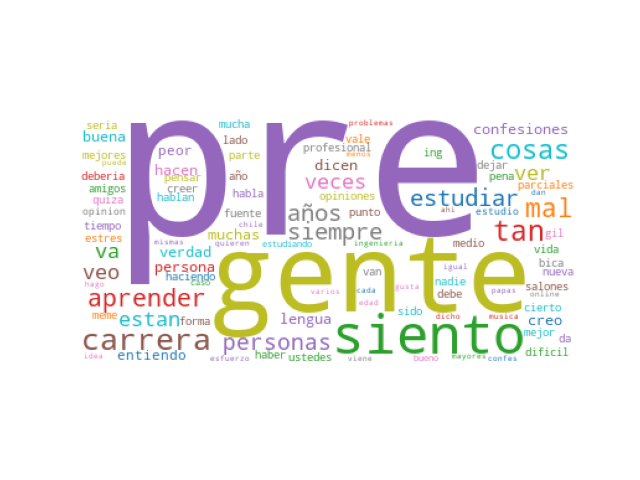 seria
mucha
problemas
buena
pre
lado
vale
confesiones
mejores
peor
parte
profesional
menos
ing
cosas
puede
hacen
dicen
dejar
ver
deberia
pensar
año
veces
pena
parciales
amigos
creer
habla
opiniones
estudiar
dan
quiza
hablan
mal
opinion
fuente
años
punto
ahi
estudio
tiempo
muchas
siempre
tan
gil
estres
mismas
quieren
estudiando
chile
ingenieria
medio
vida
va
verdad
gente
veo
persona
haciendo
van
igual
nadie
bica
nueva
hago
caso
varios
cada
gusta
debe
papas
salones
online
aprender
edad
meme
estan
forma
lengua
sido
dicho
musica
cierto
creo
carrera
personas
siento
mejor
da
idea
entiendo
esfuerzo
haber
ustedes
viene
bueno
mayores
confes
dificil